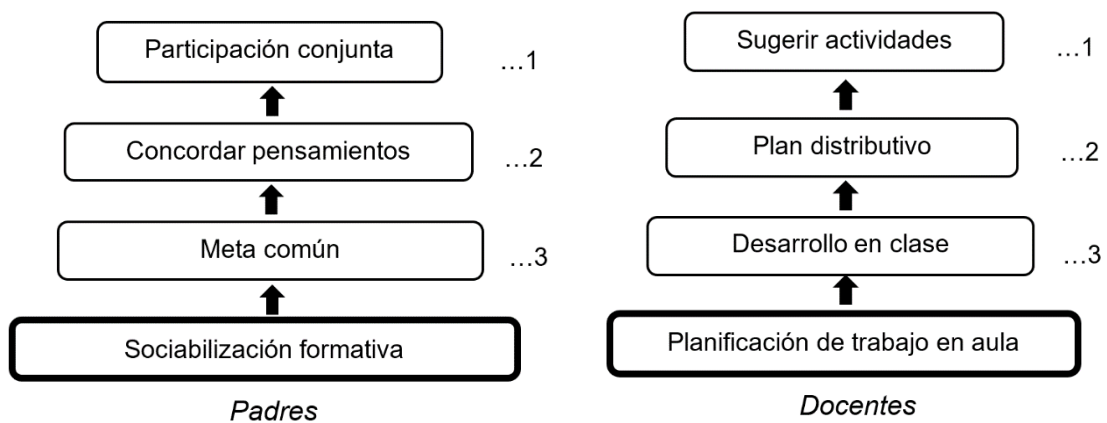 Participación conjunta
...1
Concordar pensamientos
...2
Meta común
...3
Sociabilización formativa
Padres
Sugerir actividades
...1
Plan distributivo
...2
Desarrollo en clase
...3
Planificación de trabajo en aula
Docentes